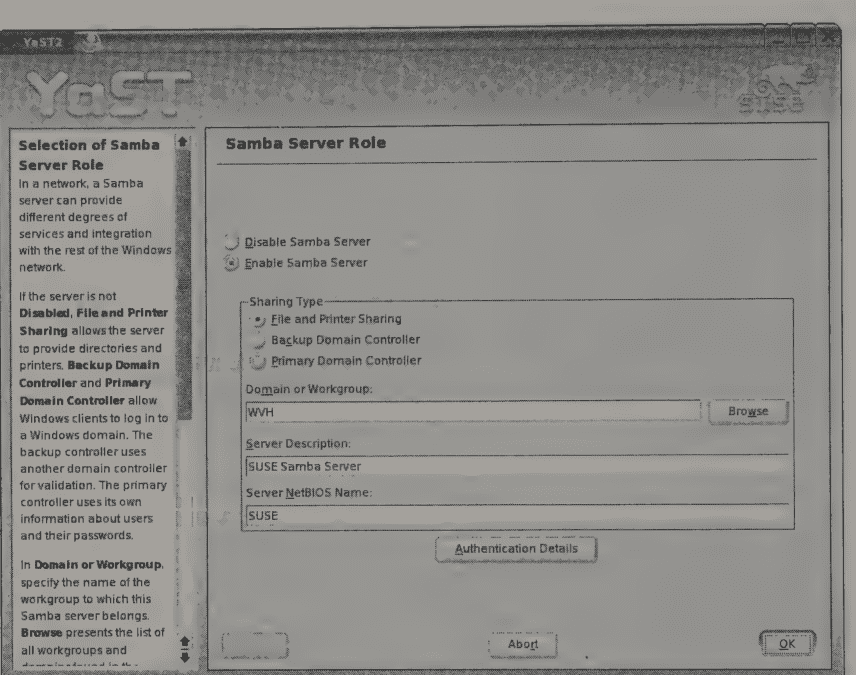 YaST2
YaST
SUSE
Selection of Samba
Server Role
In a network, a Samba
server can provide
different degrees of
services and integration
with the rest of the Windows
network.
If the server is not
Disabled, File and Printer
Sharing allows the server
to provide directories and
printers. Backup Domain
Controller and Primary
Domain Controller allow
Windows clients to log in to
a Windows domain. The
backup controller uses
another domain controller
for validation. The primary
controller uses its own
information about users
and their passwords.
In Domain or Workgroup,
specify the name of the
workgroup to which this
Samba server belongs.
Browse presents the list of
all workgroups and
Samba Server Role
Disable Samba Server
Enable Samba Server
Sharing Type
File and Printer Sharing
Backup Domain Controller
Primary Domain Controller
Domain or Workgroup:
WVH
Browse
Server Description:
SUSE Samba Server
Server NetBIOS Name:
SUSE
Authentication Details
Abort
OK